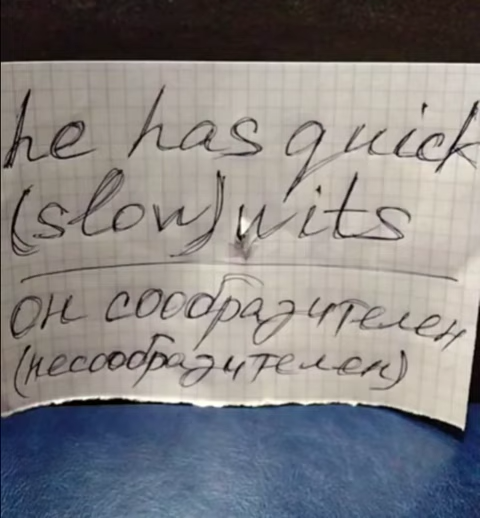 he has quick
(slow) wits
он сообразителен
(несообразителен)